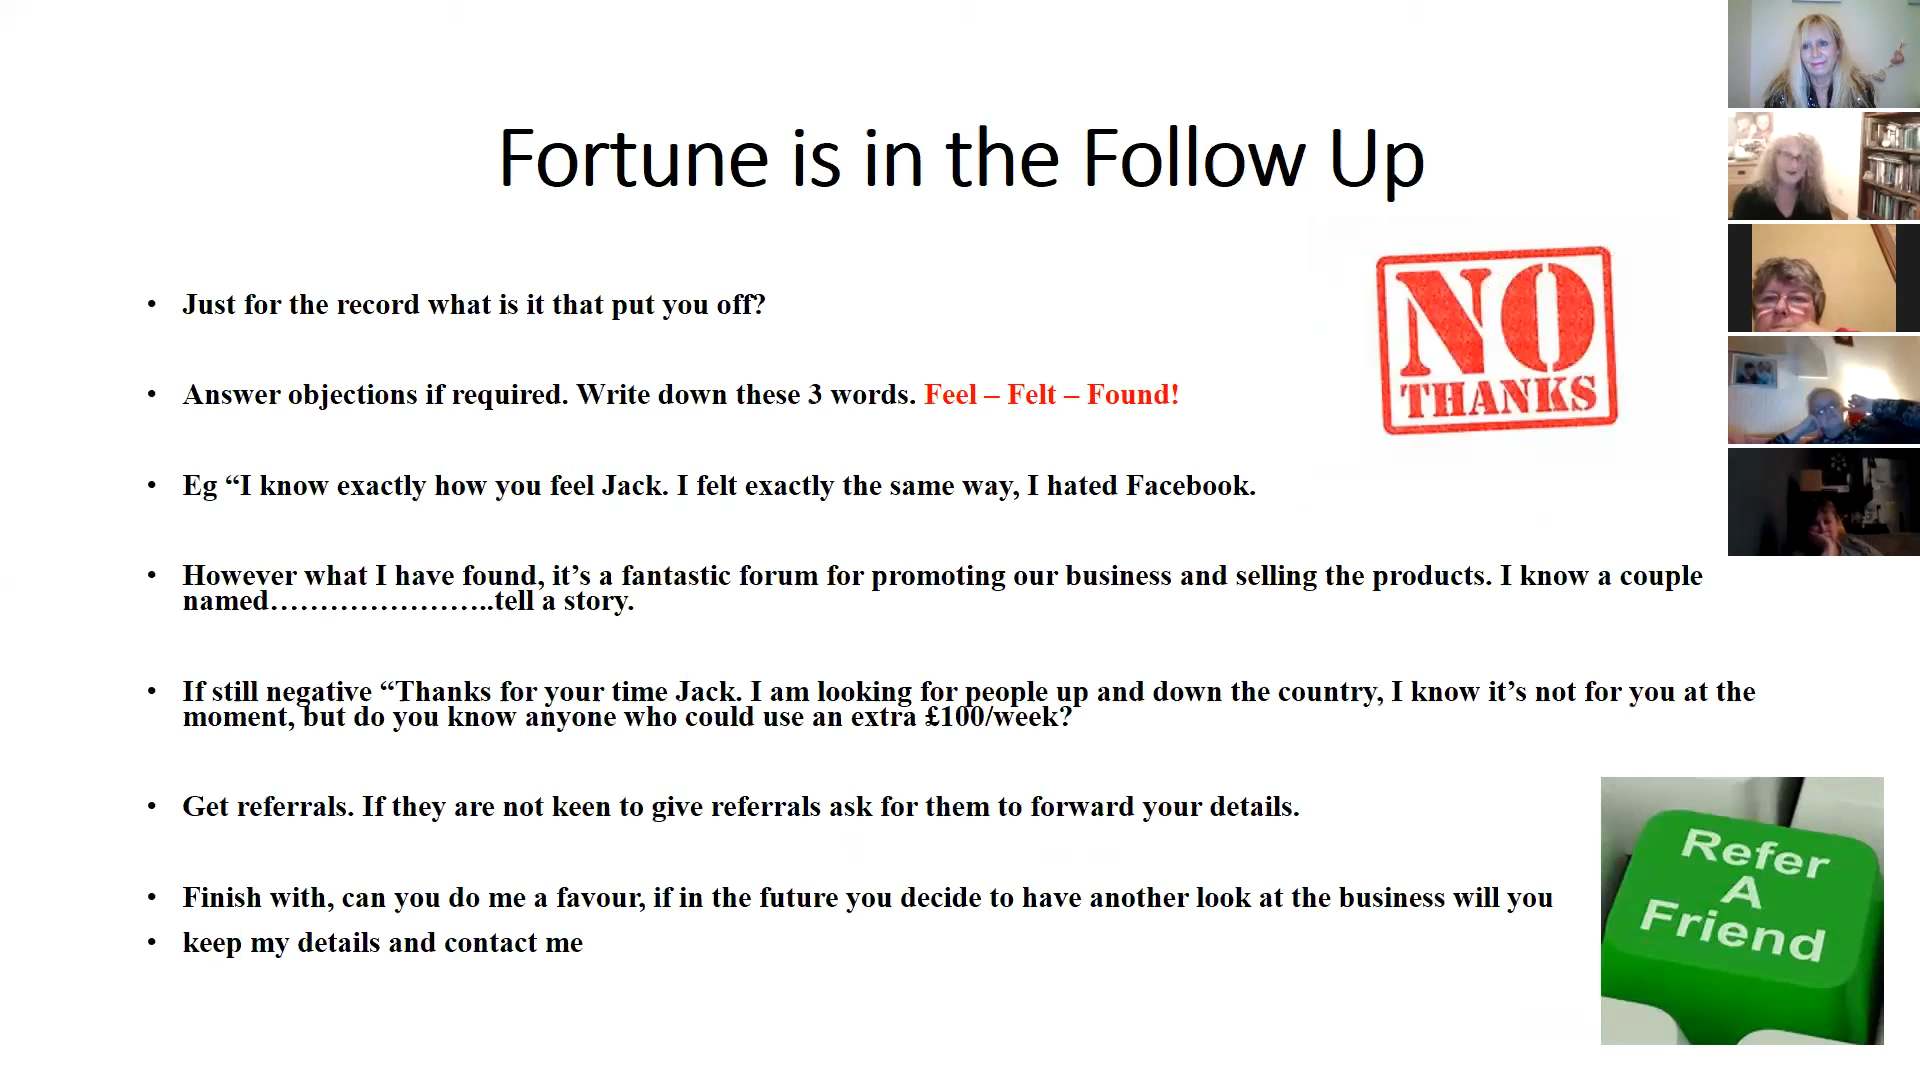 Fortune is in the Follow Up
NO
THANKS
• Just for the record what is it that put you off?
• Answer objections if required. Write down these 3 words. Feel – Felt – Found!
• Eg “I know exactly how you feel Jack. I felt exactly the same way, I hated Facebook.
• However what I have found, it’s a fantastic forum for promoting our business and selling the products. I know a couple
named……………………..tell a story.
• If still negative “Thanks for your time Jack. I am looking for people up and down the country, I know it’s not for you at the
moment, but do you know anyone who could use an extra £100/week?
• Get referrals. If they are not keen to give referrals ask for them to forward your details.
• Finish with, can you do me a favour, if in the future you decide to have another look at the business will you
• keep my details and contact me
Refer
A
Friend